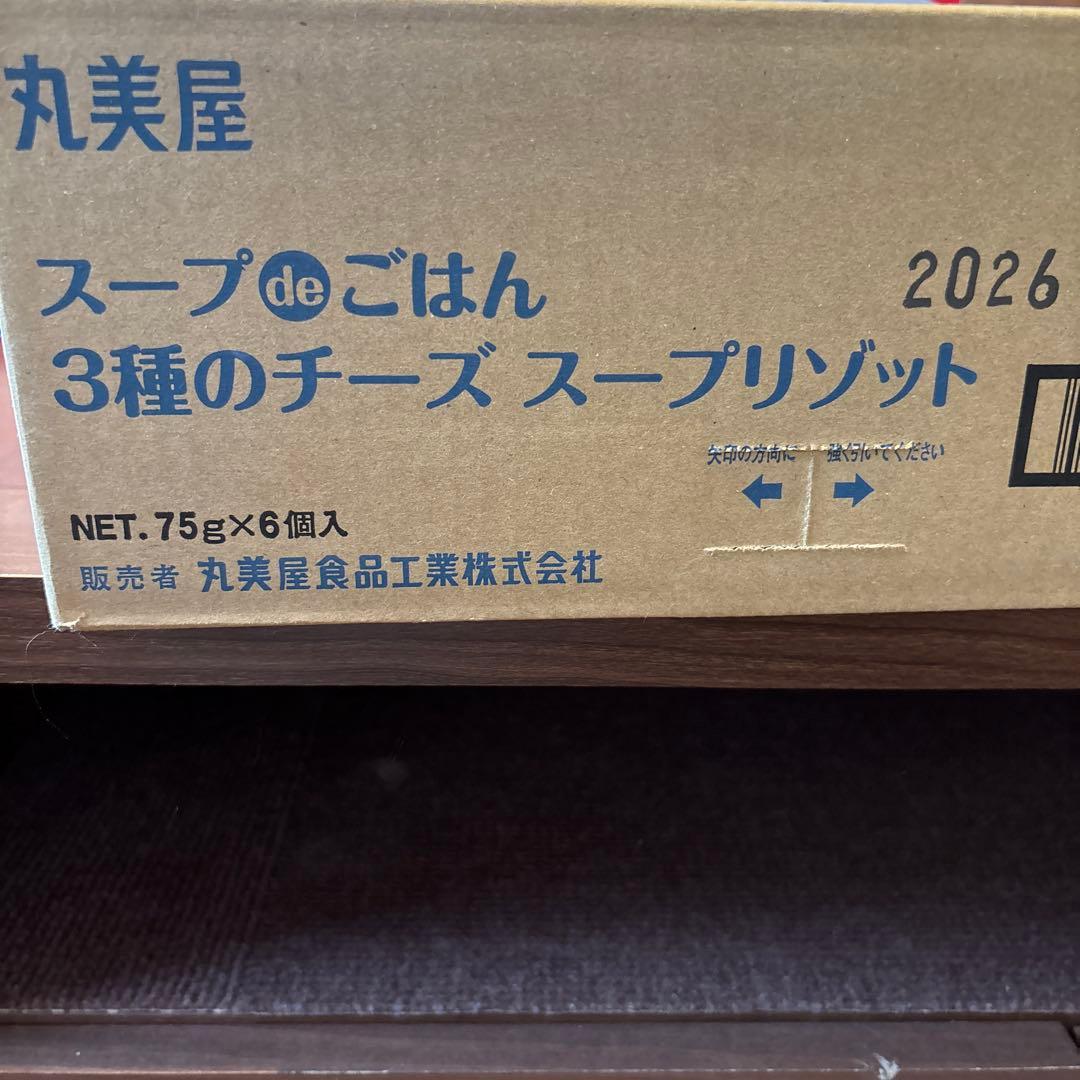 丸美屋
スープdeごはん
2026
3種のチーズ スープリゾット
矢印の方向に 強く引いてください
NET. 75g×6個入
販売者 丸美屋食品工業株式会社